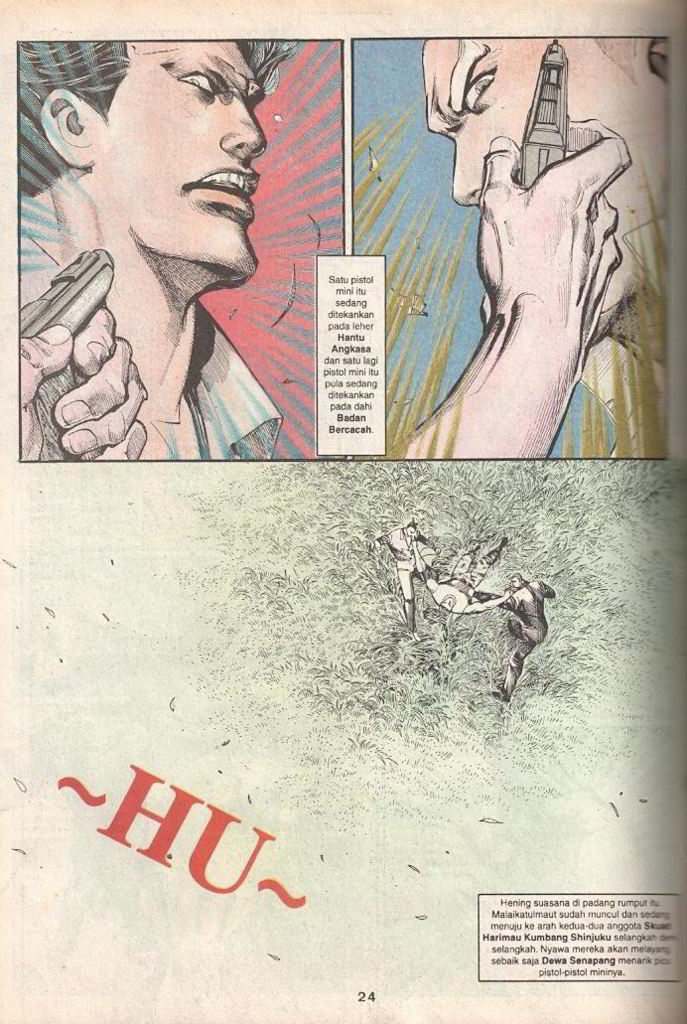 Satu pistol
mini itu
sedang
ditekankan
pada leher
Hantu
Angkasa
dan satu lagi
pistol mini itu
pula sedang
ditekankan
pada dahi
Badan
Bercacah.
~HU~
Hening suasana di padang rumput itu.
Malaikatulmaut sudah muncul dan sedang
menuju ke arah kedua-dua anggota Skuad
Harimau Kumbang Shinjuku selangkah demi
selangkah. Nyawa mereka akan melayang
sebaik saja Dewa Senapang menarik picu
pistol-pistol mininya.
24